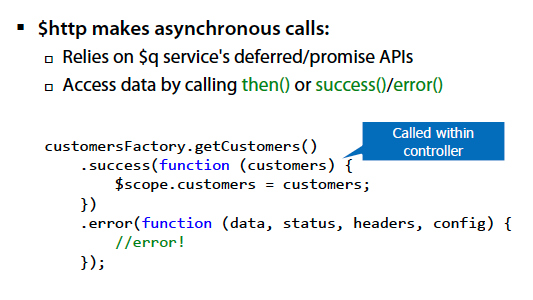 ▪ $http makes asynchronous calls:
▫ Relies on $q service's deferred/promise APIs
▫ Access data by calling then() or success()/error()
Called within
controller
customersFactory.getCustomers()
    .success(function (customers) {
        $scope.customers = customers;
    })
    .error(function (data, status, headers, config) {
        //error!
    });